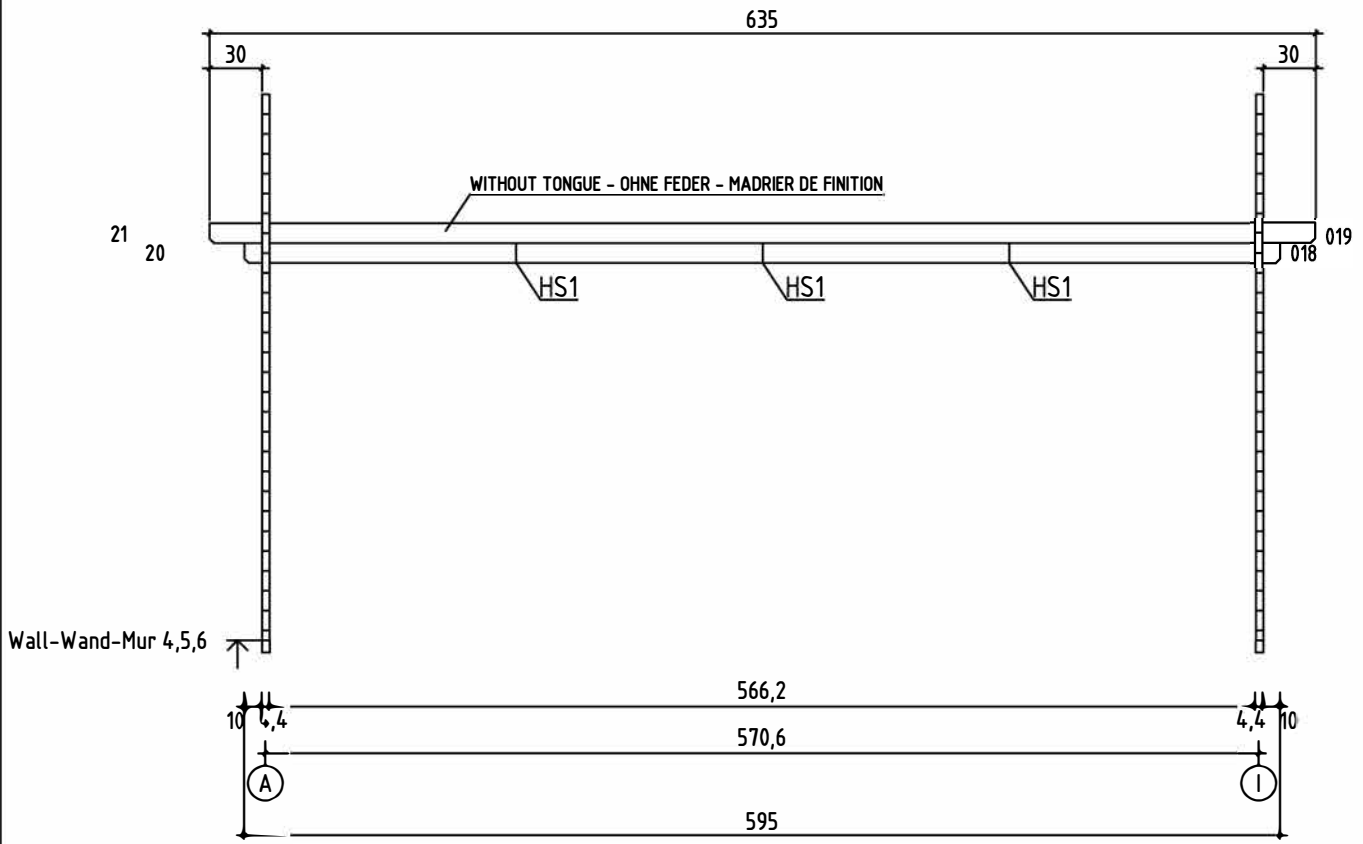 635
30
30
WITHOUT TONGUE - OHNE FEDER - MADRIER DE FINITION
21
019
20
018
HS1
HS1
HS1
Wall-Wand-Mur 4,5,6
566,2
10
4,4
4,4
10
570,6
A
I
595